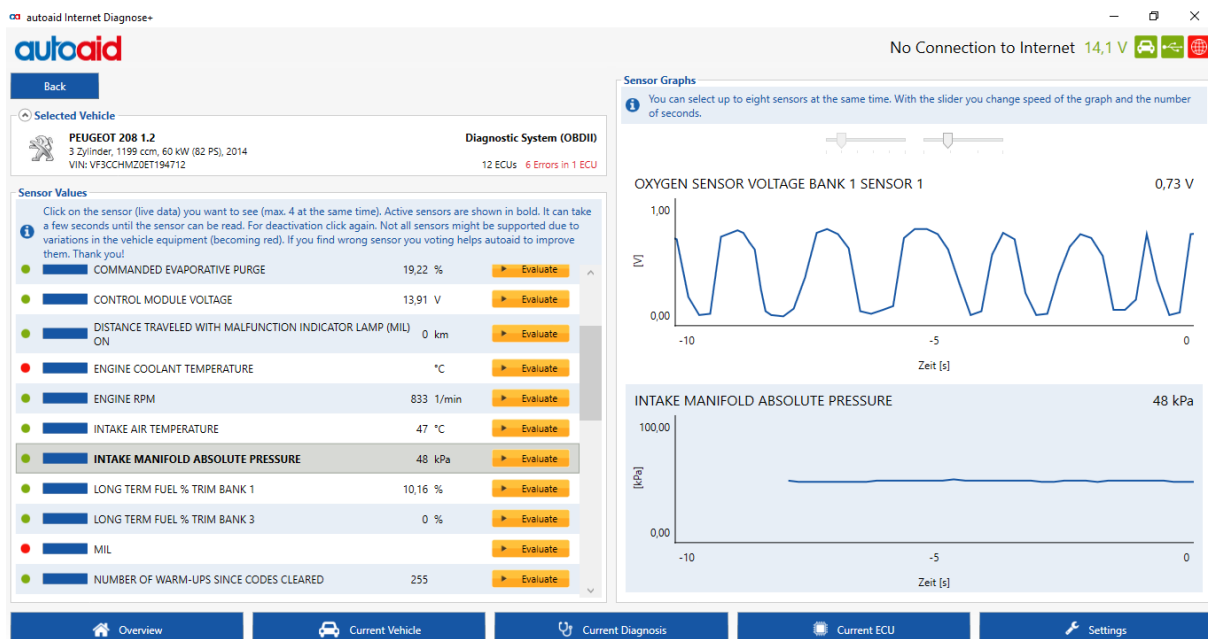 autoaid Internet Diagnose+
autoaid
No Connection to Internet 14,1 V
Back
Selected Vehicle
PEUGEOT 208 1.2
3 Zylinder, 1199 ccm, 60 kW (82 PS), 2014
VIN: VF3CCHMZ0ET194712
Diagnostic System (OBDII)
12 ECUs 6 Errors in 1 ECU
Sensor Values
Click on the sensor (live data) you want to see (max. 4 at the same time). Active sensors are shown in bold. It can take
a few seconds until the sensor can be read. For deactivation click again. Not all sensors might be supported due to
variations in the vehicle equipment (becoming red). If you find wrong sensor you voting helps autoaid to improve
them. Thank you!
COMMANDED EVAPORATIVE PURGE 19,22 % Evaluate
CONTROL MODULE VOLTAGE 13,91 V Evaluate
DISTANCE TRAVELED WITH MALFUNCTION INDICATOR LAMP (MIL)
ON 0 km Evaluate
ENGINE COOLANT TEMPERATURE °C Evaluate
ENGINE RPM 833 1/min Evaluate
INTAKE AIR TEMPERATURE 47 °C Evaluate
INTAKE MANIFOLD ABSOLUTE PRESSURE 48 kPa Evaluate
LONG TERM FUEL % TRIM BANK 1 10,16 % Evaluate
LONG TERM FUEL % TRIM BANK 3 0 % Evaluate
MIL Evaluate
NUMBER OF WARM-UPS SINCE CODES CLEARED 255 Evaluate
Sensor Graphs
You can select up to eight sensors at the same time. With the slider you change speed of the graph and the number
of seconds.
OXYGEN SENSOR VOLTAGE BANK 1 SENSOR 1 0,73 V
1,00
[V]
0,00
-10 -5 0
Zeit [s]
INTAKE MANIFOLD ABSOLUTE PRESSURE 48 kPa
100,00
[kPa]
0,00
-10 -5 0
Zeit [s]
Overview Current Vehicle Current Diagnosis Current ECU Settings